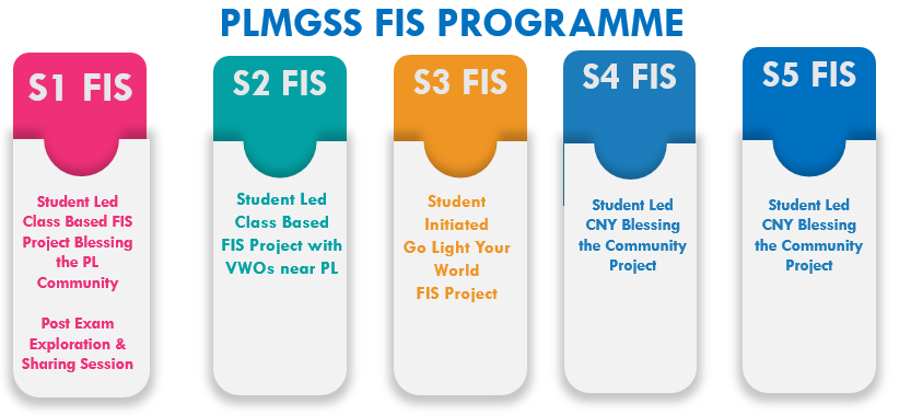 PLMGSS FIS PROGRAMME
S1 FIS
Student Led
Class Based FIS
Project Blessing
the PL
Community
Post Exam
Exploration &
Sharing Session
S2 FIS
Student Led
Class Based
FIS Project with
VWOs near PL
S3 FIS
Student
Initiated
Go Light Your
World
FIS Project
S4 FIS
Student Led
CNY Blessing
the Community
Project
S5 FIS
Student Led
CNY Blessing
the Community
Project